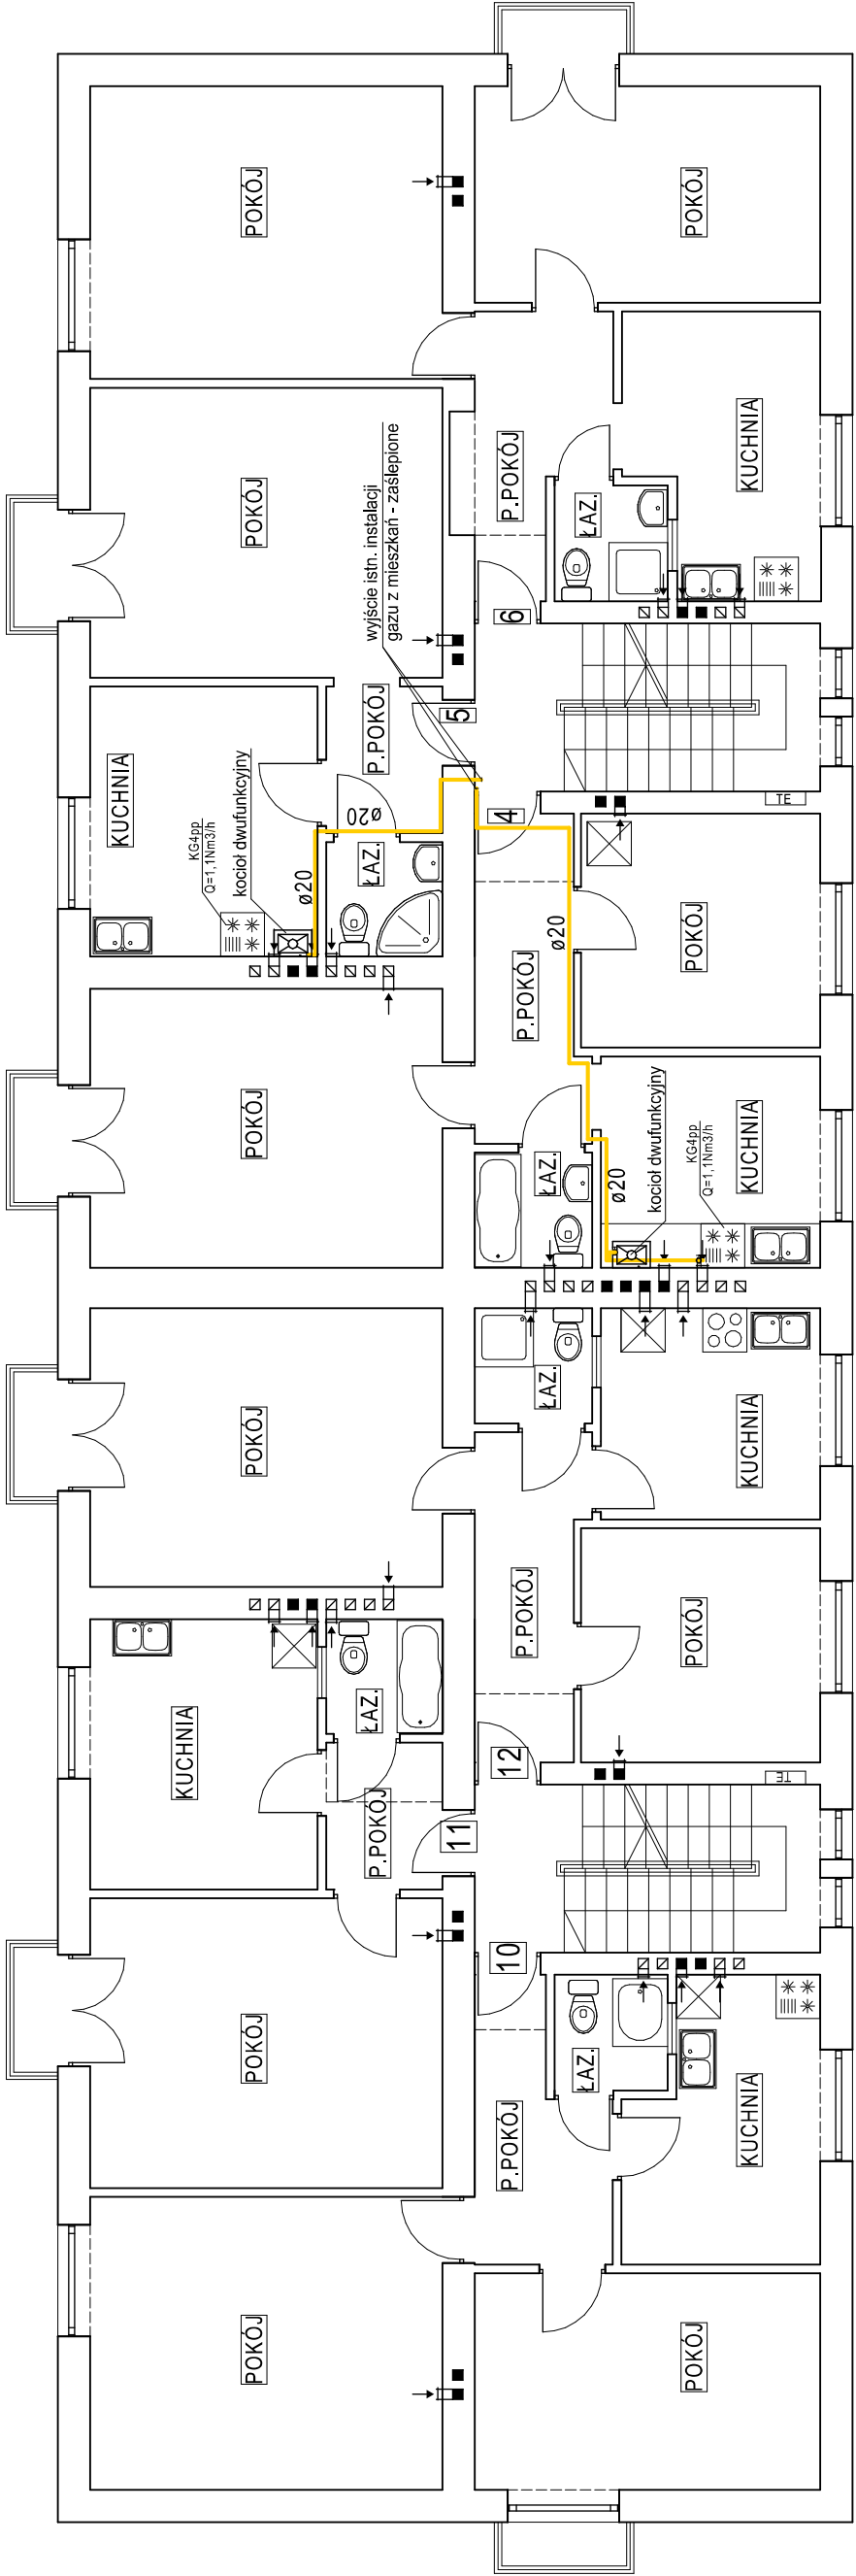 POKÓJ
POKÓJ
POKÓJ
P.POKÓJ
KUCHNIA
ŁAZ.
wyjście istn. instalacji
gazu z mieszkań - zaślepione
6
5
4
KUCHNIA
P.POKÓJ
ŁAZ.
KG4pp
Q=1,1Nm3/h
kocioł dwufunkcyjny
ø20
ø20
TE
POKÓJ
P.POKÓJ
ø20
POKÓJ
ŁAZ.
ø20
kocioł dwufunkcyjny
KG4pp
Q=1,1Nm3/h
KUCHNIA
POKÓJ
ŁAZ.
KUCHNIA
P.POKÓJ
POKÓJ
KUCHNIA
ŁAZ.
P.POKÓJ
12
11
10
TE
POKÓJ
ŁAZ.
P.POKÓJ
KUCHNIA
POKÓJ
POKÓJ